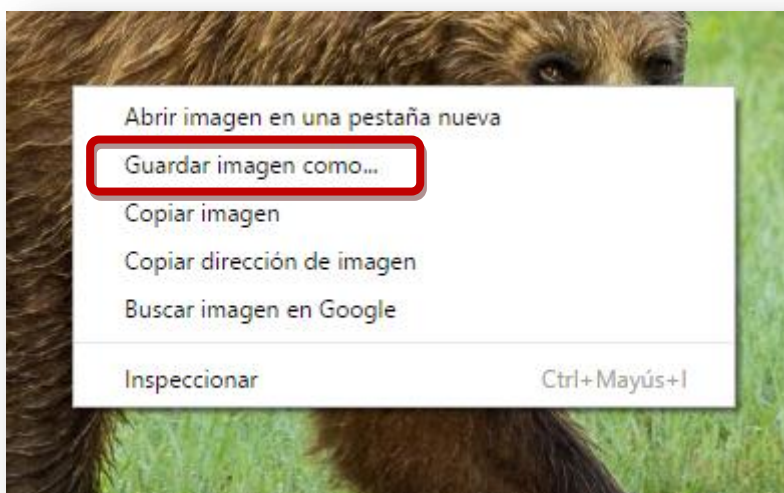 Abrir imagen en una pestaña nueva
Guardar imagen como...
Copiar imagen
Copiar dirección de imagen
Buscar imagen en Google
Inspeccionar Ctrl+Mayús+I